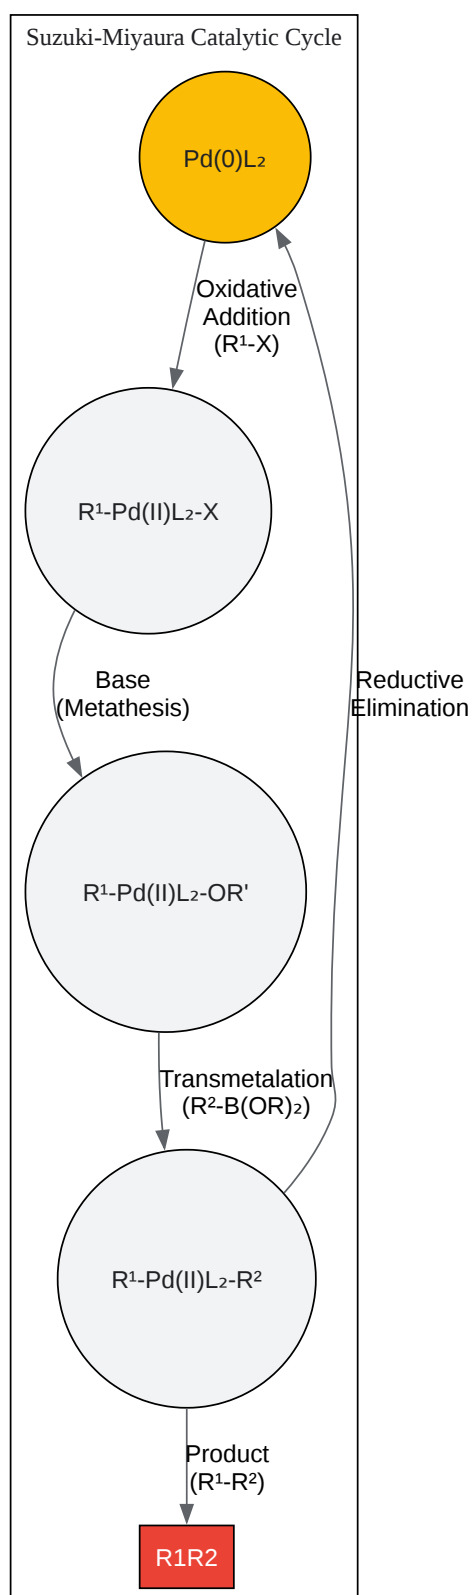 Suzuki-Miyaura Catalytic Cycle
Pd(0)L₂
Oxidative
Addition
(R¹-X)
R¹-Pd(II)L₂-X
Base
(Metathesis)
Reductive
Elimination
R¹-Pd(II)L₂-OR'
Transmetalation
(R²-B(OR)₂)
R¹-Pd(II)L₂-R²
Product
(R¹-R²)
R1R2